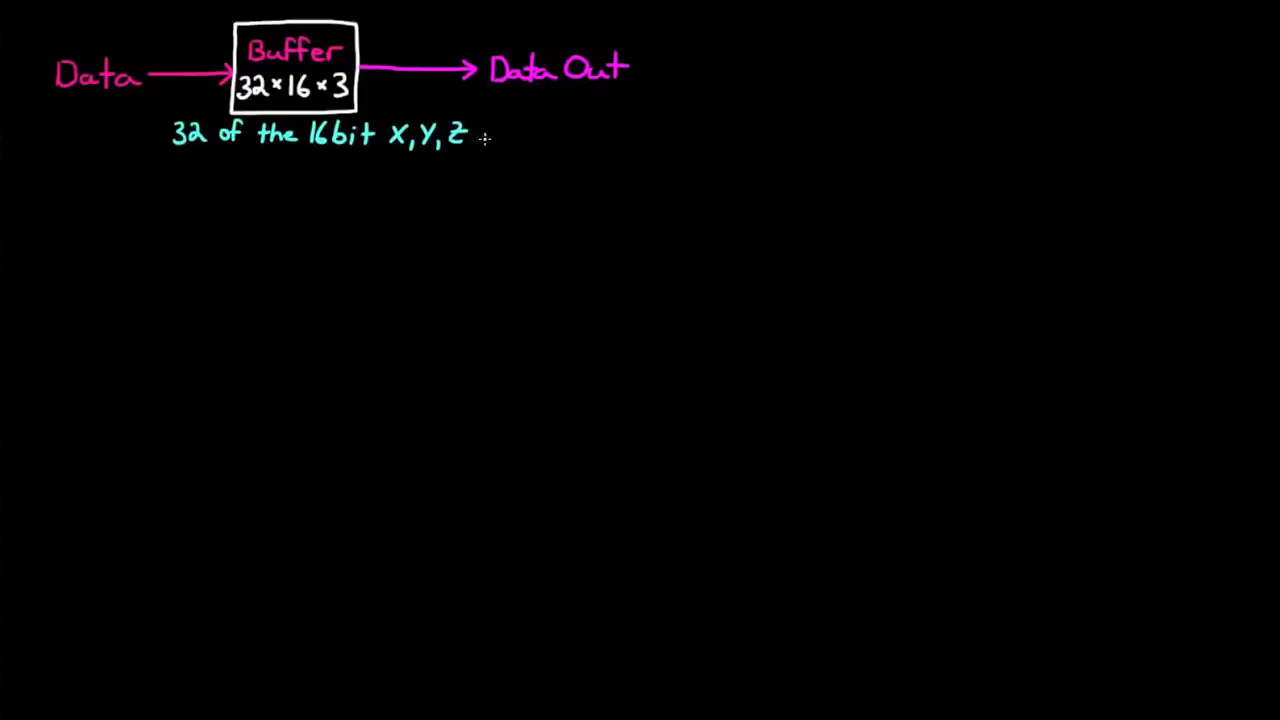 Data
Buffer
32 × 16 × 3
Data Out
32 of the 16bit X, Y, Z